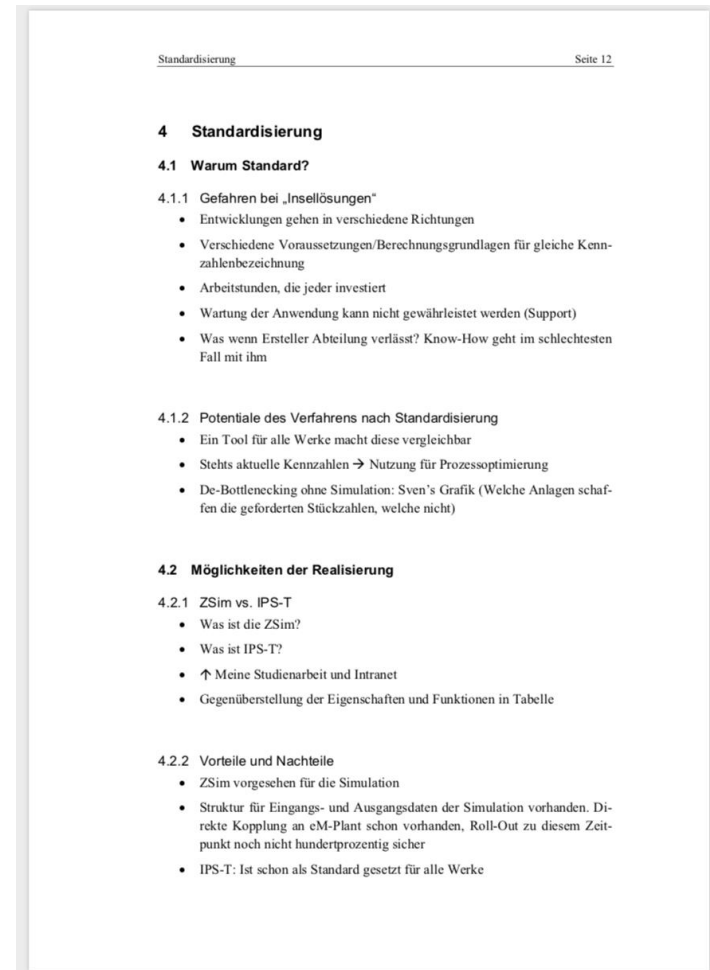 Standardisierung Seite 12
4 Standardisierung
4.1 Warum Standard?
4.1.1 Gefahren bei „Insellösungen“
• Entwicklungen gehen in verschiedene Richtungen
• Verschiedene Voraussetzungen/Berechnungsgrundlagen für gleiche Kenn-
zahlenbezeichnung
• Arbeitstunden, die jeder investiert
• Wartung der Anwendung kann nicht gewährleistet werden (Support)
• Was wenn Ersteller Abteilung verlässt? Know-How geht im schlechtesten
Fall mit ihm
4.1.2 Potentiale des Verfahrens nach Standardisierung
• Ein Tool für alle Werke macht diese vergleichbar
• Stehts aktuelle Kennzahlen → Nutzung für Prozessoptimierung
• De-Bottlenecking ohne Simulation: Sven’s Grafik (Welche Anlagen schaf-
fen die geforderten Stückzahlen, welche nicht)
4.2 Möglichkeiten der Realisierung
4.2.1 ZSim vs. IPS-T
• Was ist die ZSim?
• Was ist IPS-T?
• ↑ Meine Studienarbeit und Intranet
• Gegenüberstellung der Eigenschaften und Funktionen in Tabelle
4.2.2 Vorteile und Nachteile
• ZSim vorgesehen für die Simulation
• Struktur für Eingangs- und Ausgangsdaten der Simulation vorhanden. Di-
rekte Kopplung an eM-Plant schon vorhanden, Roll-Out zu diesem Zeit-
punkt noch nicht hundertprozentig sicher
• IPS-T: Ist schon als Standard gesetzt für alle Werke